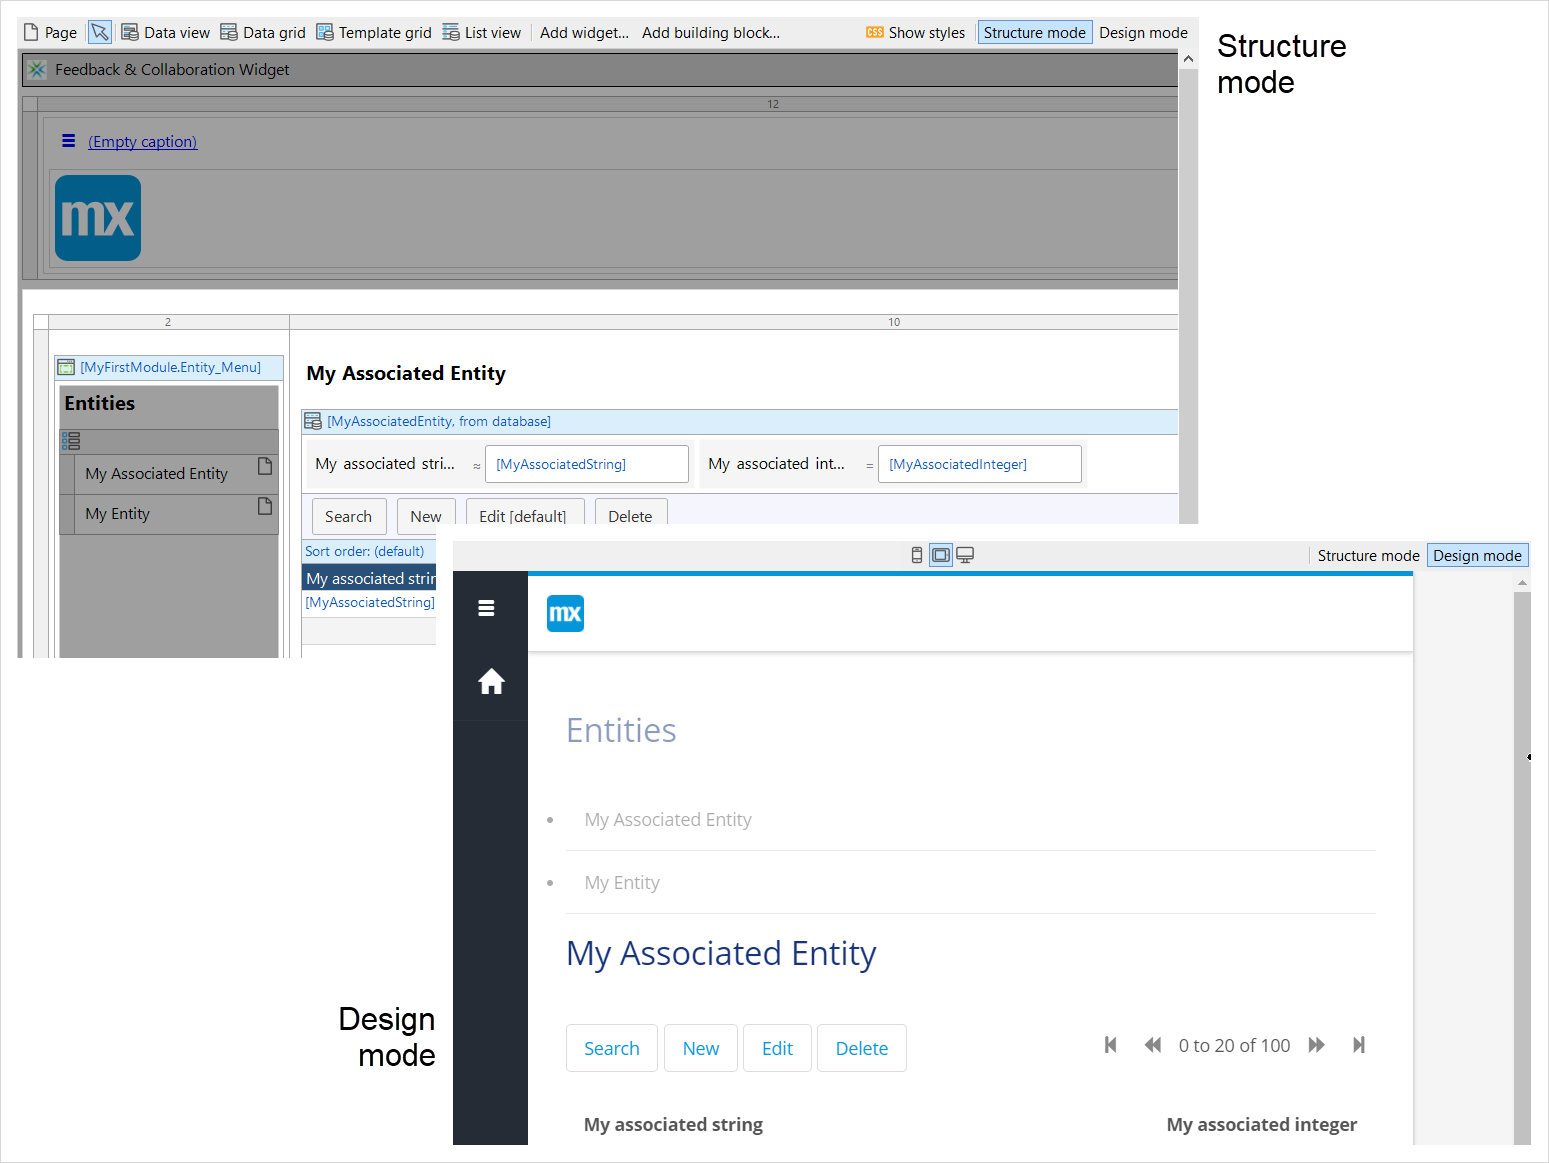 Page Data view Data grid Template grid List view Add widget... Add building block... CSS Show styles Structure mode Design mode
Structure
mode
Feedback & Collaboration Widget
12
(Empty caption)
mx
2 10
[MyFirstModule.Entity_Menu]
Entities
My Associated Entity
My Entity
My Associated Entity
[MyAssociatedEntity, from database]
My associated stri... ≈ [MyAssociatedString] My associated int... = [MyAssociatedInteger]
Search New Edit [default] Delete
Sort order: (default)
My associated strin
[MyAssociatedString]
Structure mode Design mode
mx
Entities
• My Associated Entity
• My Entity
My Associated Entity
Design
mode
Search New Edit Delete 0 to 20 of 100
My associated string My associated integer